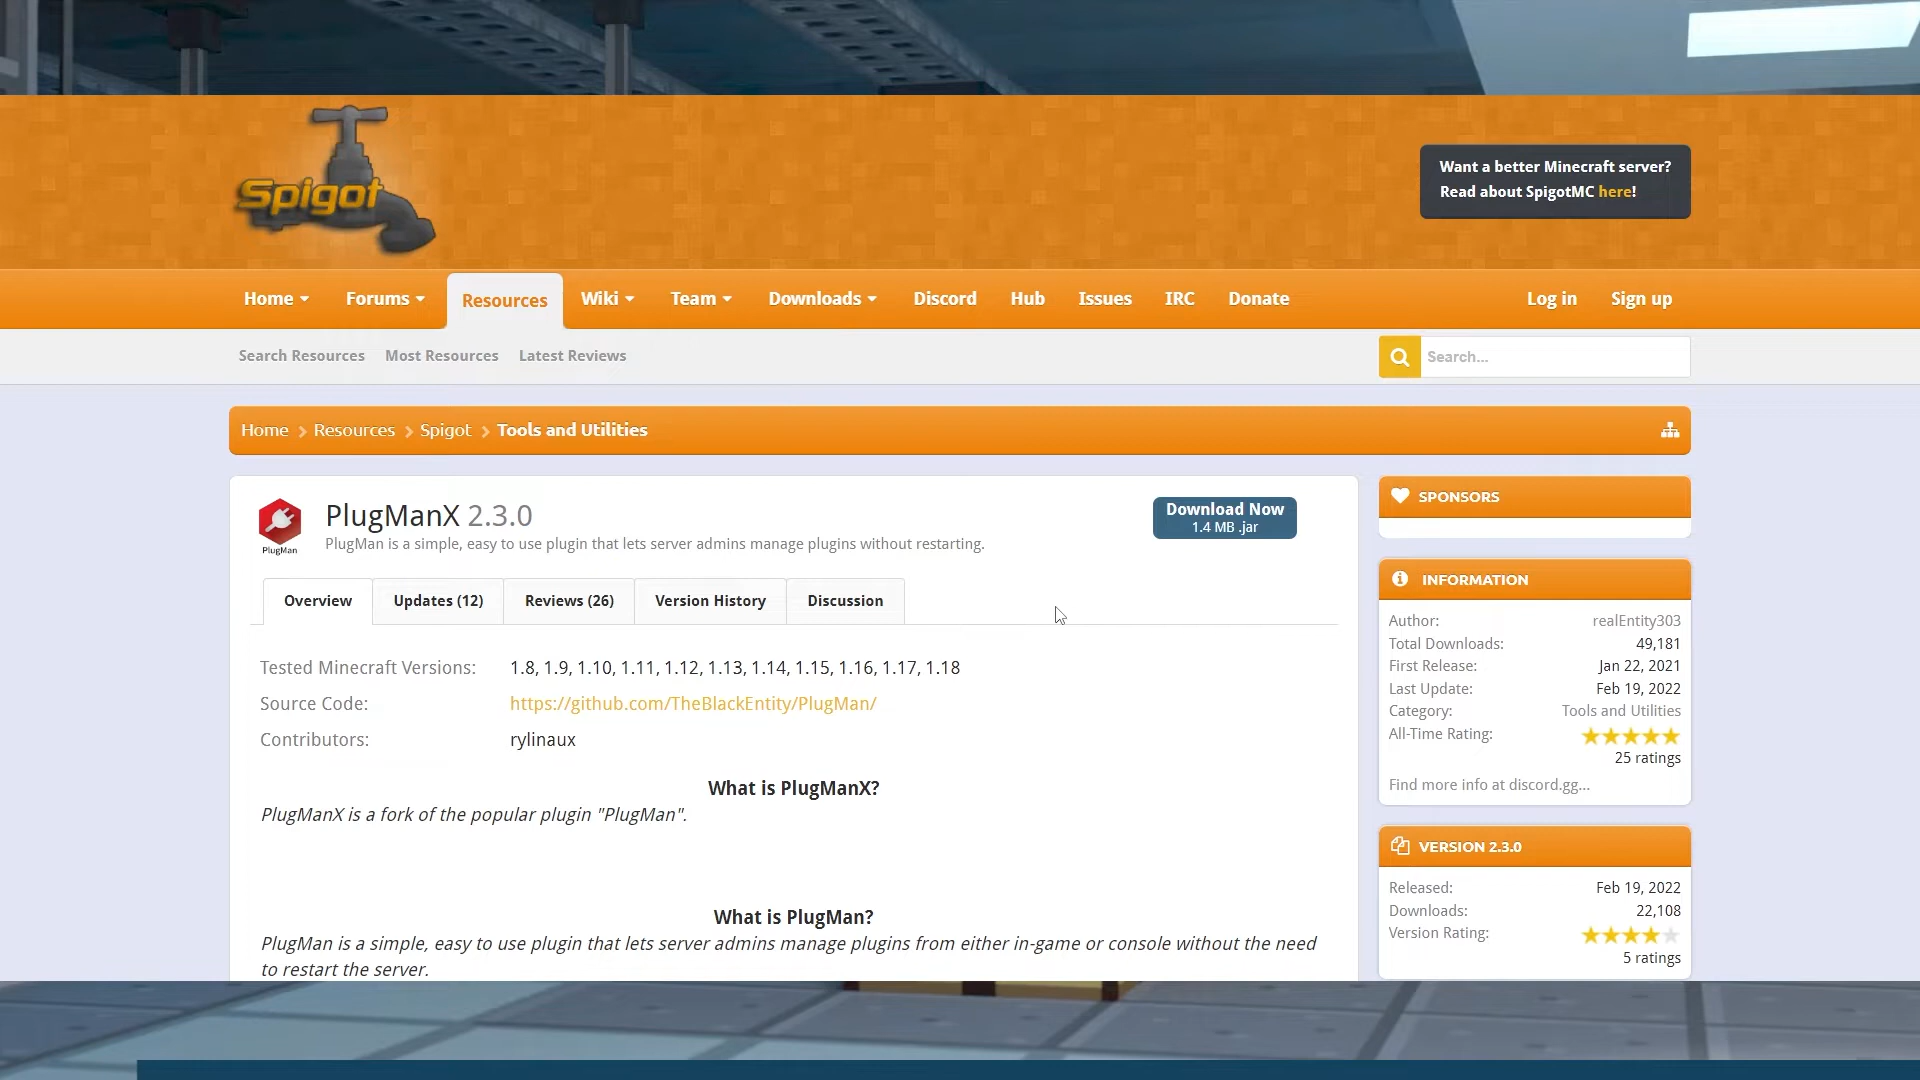 Spigot
Want a better Minecraft server?
Read about SpigotMC here!
Home Forums Resources Wiki Team Downloads Discord Hub Issues IRC Donate Log in Sign up
Search Resources Most Resources Latest Reviews Search...
Home Resources Spigot Tools and Utilities
PlugMan
PlugManX 2.3.0
PlugMan is a simple, easy to use plugin that lets server admins manage plugins without restarting.
Download Now
1.4 MB .jar
Overview Updates (12) Reviews (26) Version History Discussion
Tested Minecraft Versions: 1.8, 1.9, 1.10, 1.11, 1.12, 1.13, 1.14, 1.15, 1.16, 1.17, 1.18
Source Code: https://github.com/TheBlackEntity/PlugMan/
Contributors: rylinaux
What is PlugManX?
PlugManX is a fork of the popular plugin "PlugMan".
What is PlugMan?
PlugMan is a simple, easy to use plugin that lets server admins manage plugins from either in-game or console without the need
to restart the server.
SPONSORS
INFORMATION
Author: realEntity303
Total Downloads: 49,181
First Release: Jan 22, 2021
Last Update: Feb 19, 2022
Category: Tools and Utilities
All-Time Rating:
25 ratings
Find more info at discord.gg...
VERSION 2.3.0
Released: Feb 19, 2022
Downloads: 22,108
Version Rating:
5 ratings